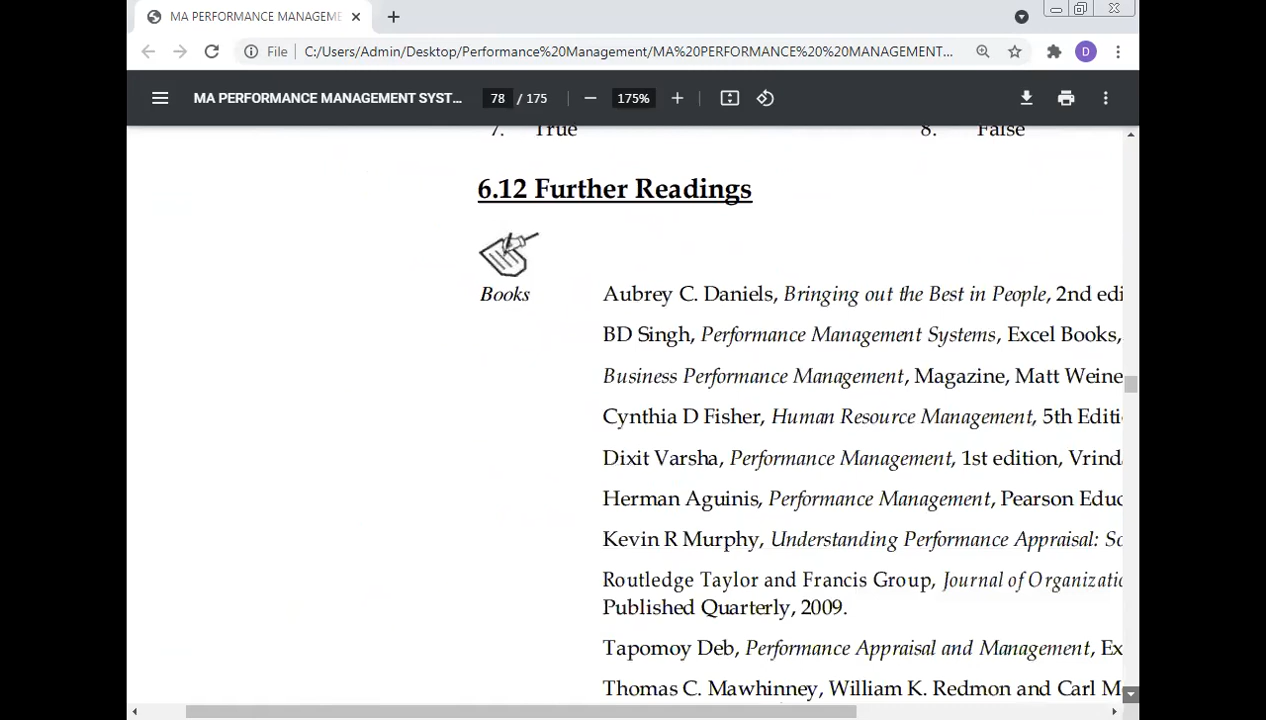 MA PERFORMANCE MANAGEME
File C:/Users/Admin/Desktop/Performance%20Management/MA%20PERFORMANCE%20%20MANAGEMENT... D
MA PERFORMANCE MANAGEMENT SYST... 78 / 175 175%
7. True 8. False
6.12 Further Readings
Books Aubrey C. Daniels, Bringing out the Best in People, 2nd edi
BD Singh, Performance Management Systems, Excel Books,
Business Performance Management, Magazine, Matt Weine
Cynthia D Fisher, Human Resource Management, 5th Editi
Dixit Varsha, Performance Management, 1st edition, Vrinda
Herman Aguinis, Performance Management, Pearson Educ
Kevin R Murphy, Understanding Performance Appraisal: So
Routledge Taylor and Francis Group, Journal of Organizatio
Published Quarterly, 2009.
Tapomoy Deb, Performance Appraisal and Management, Ex
Thomas C. Mawhinney, William K. Redmon and Carl M